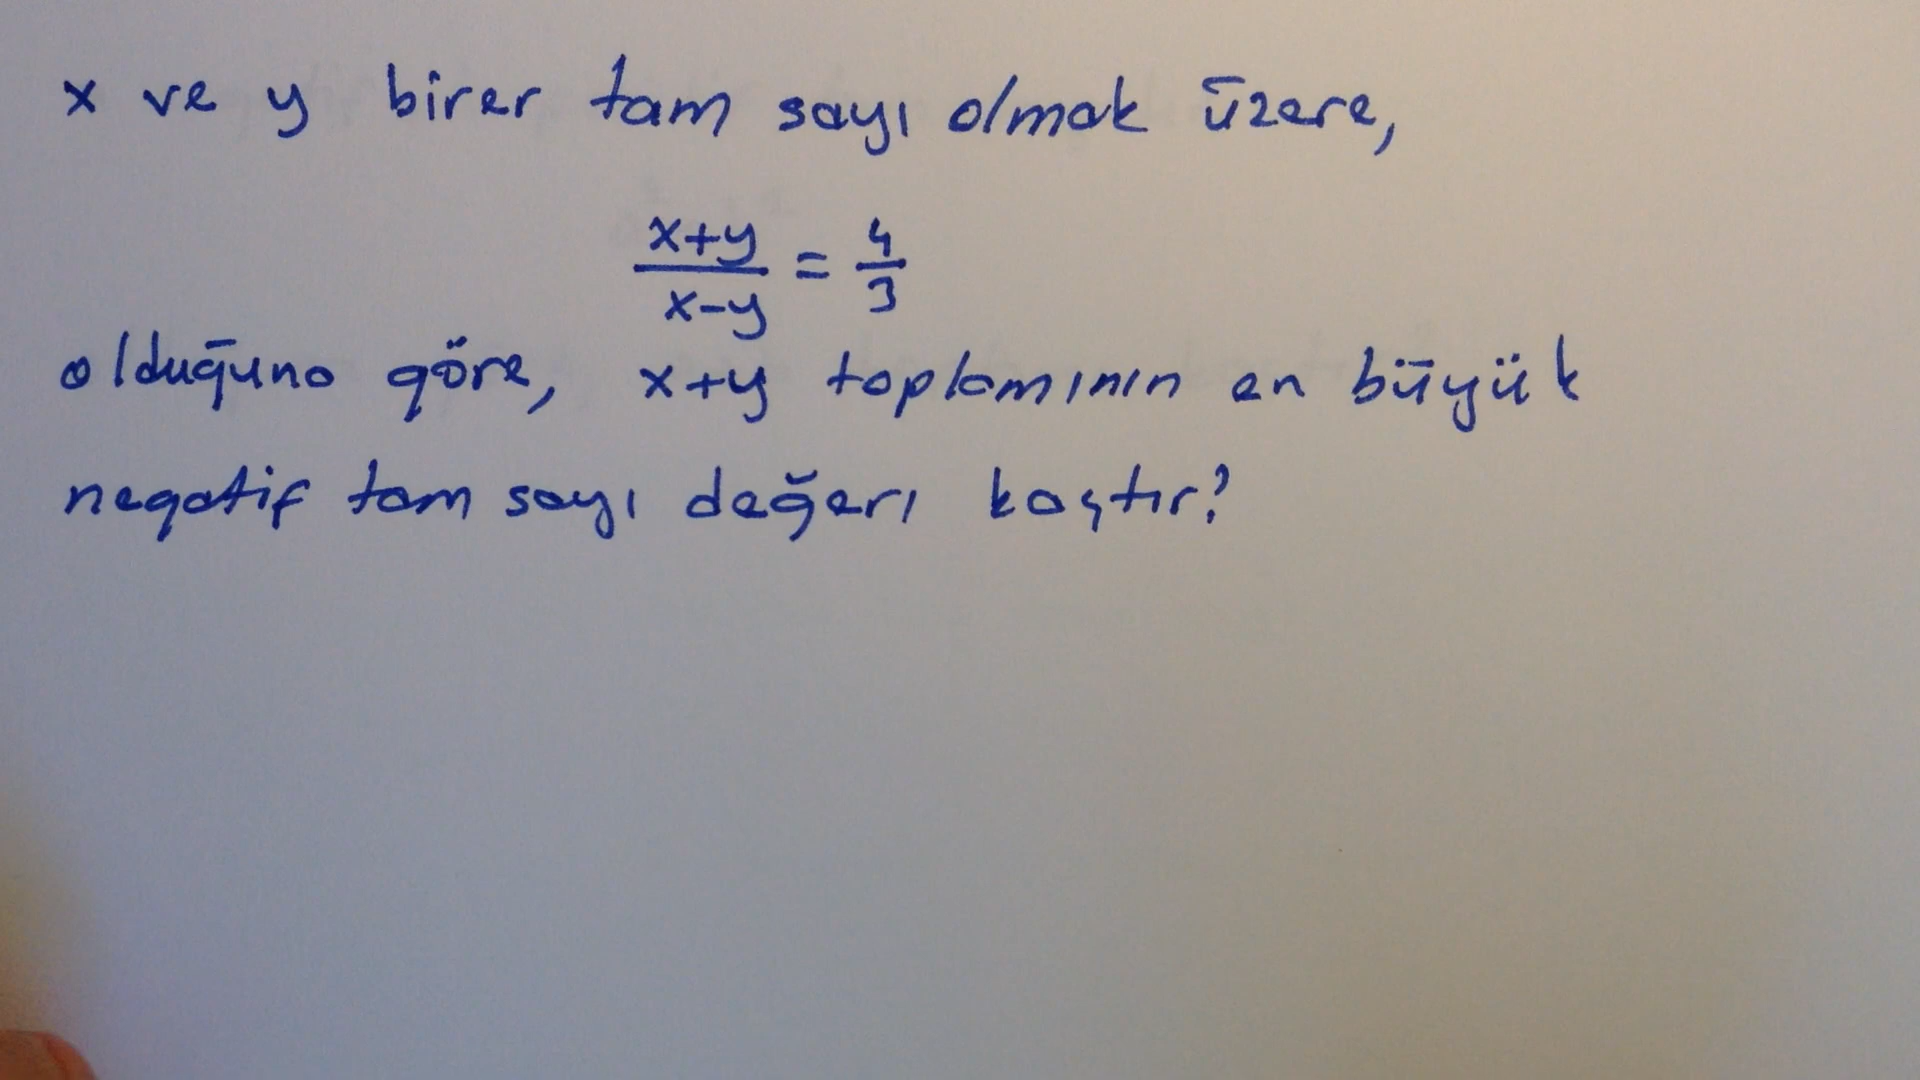 x ve y birer tam sayı olmak üzere,
x+y/x-y = 4/3
olduğuna göre, x+y toplamının en büyük
negatif tam sayı değeri kaçtır?